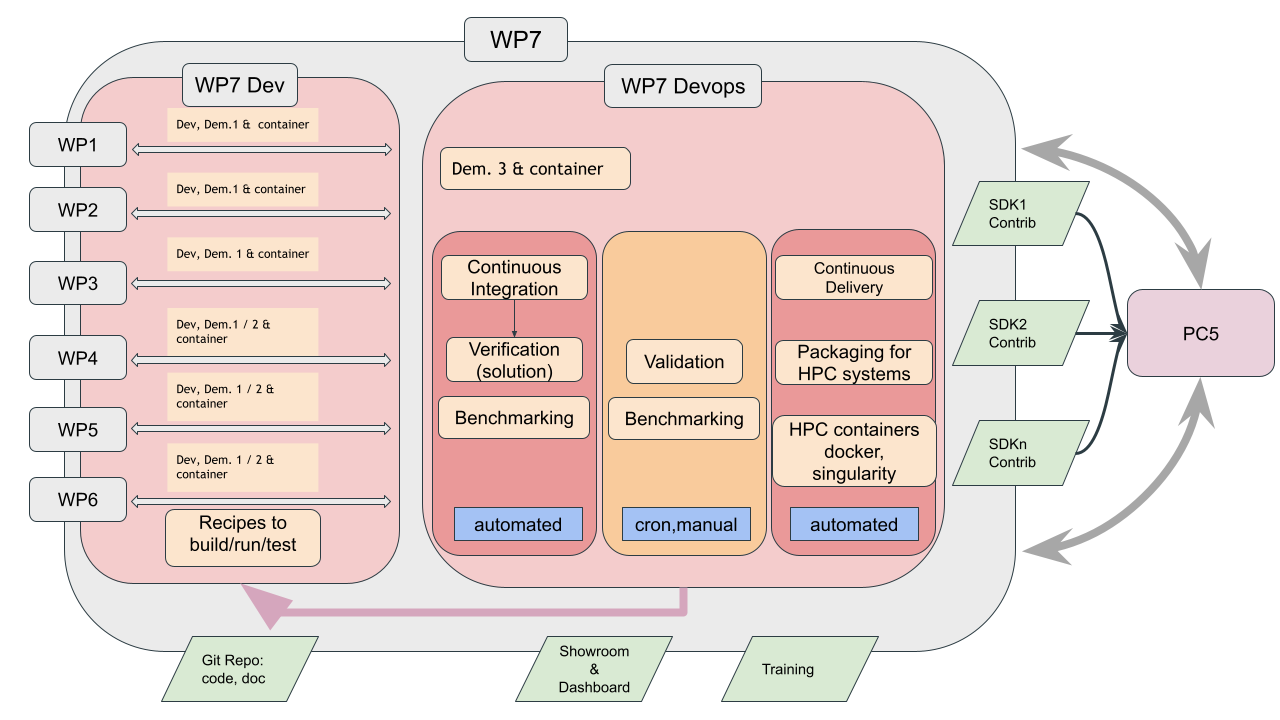 WP7
WP7 Dev
WP1
Dev, Dem.1 & container
WP2
Dev, Dem.1 & container
WP3
Dev, Dem. 1 & container
WP4
Dev, Dem.1 / 2 &
container
WP5
Dev, Dem. 1 / 2 &
container
WP6
Dev, Dem. 1 / 2 &
container
Recipes to
build/run/test
WP7 Devops
Dem. 3 & container
Continuous
Integration
Verification
(solution)
Benchmarking
automated
Validation
Benchmarking
cron,manual
Continuous
Delivery
Packaging for
HPC systems
HPC containers
docker,
singularity
automated
SDK1
Contrib
SDK2
Contrib
SDKn
Contrib
PC5
Git Repo:
code, doc
Showroom
&
Dashboard
Training